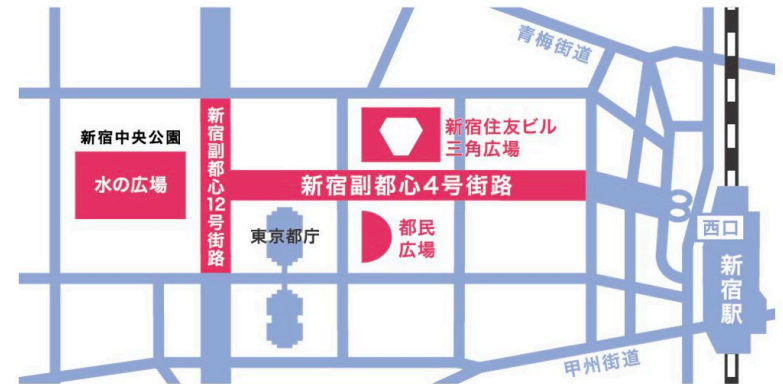 青梅街道
新宿中央公園
水の広場
新宿副都心12号街路
新宿住友ビル
三角広場
新宿副都心4号街路
東京都庁
都民
広場
西口
新宿駅
甲州街道